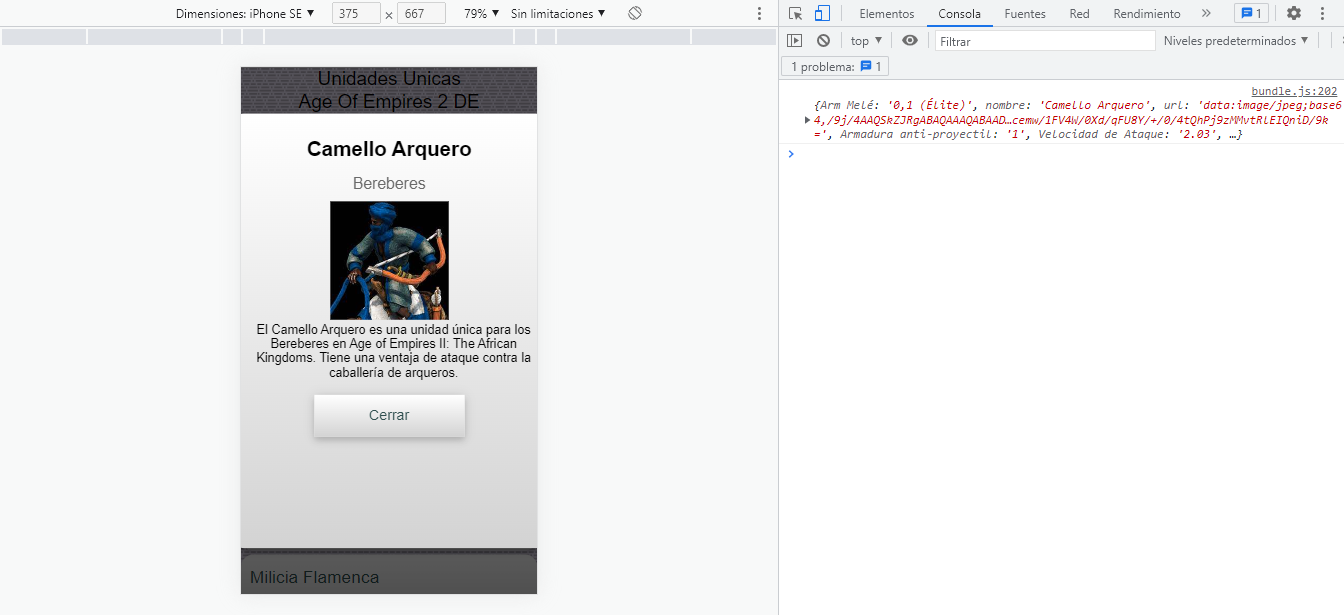 Dimensiones: iPhone SE ▼ 375 × 667 79% ▼ Sin limitaciones ▼
Elementos Consola Fuentes Red Rendimiento » 1
top ▼ Filtrar Niveles predeterminados ▼
1 problema: 1
Unidades Unicas
Age Of Empires 2 DE
Camello Arquero
Bereberes
El Camello Arquero es una unidad única para los
Bereberes en Age of Empires II: The African
Kingdoms. Tiene una ventaja de ataque contra la
caballería de arqueros.
Cerrar
Milicia Flamenca
bundle.js:202
{Arm Melé: '0,1 (Élite)', nombre: 'Camello Arquero', url: 'data:image/jpeg;base6
4,/9j/4AAQSkZJRgABAQAAAQABAAD…cemw/1FV4W/0Xd/qFU8Y/+/0/4tQhPj9zMMvtRlEIQniD/9k
=', Armadura anti-proyectil: '1', Velocidad de Ataque: '2.03', …}